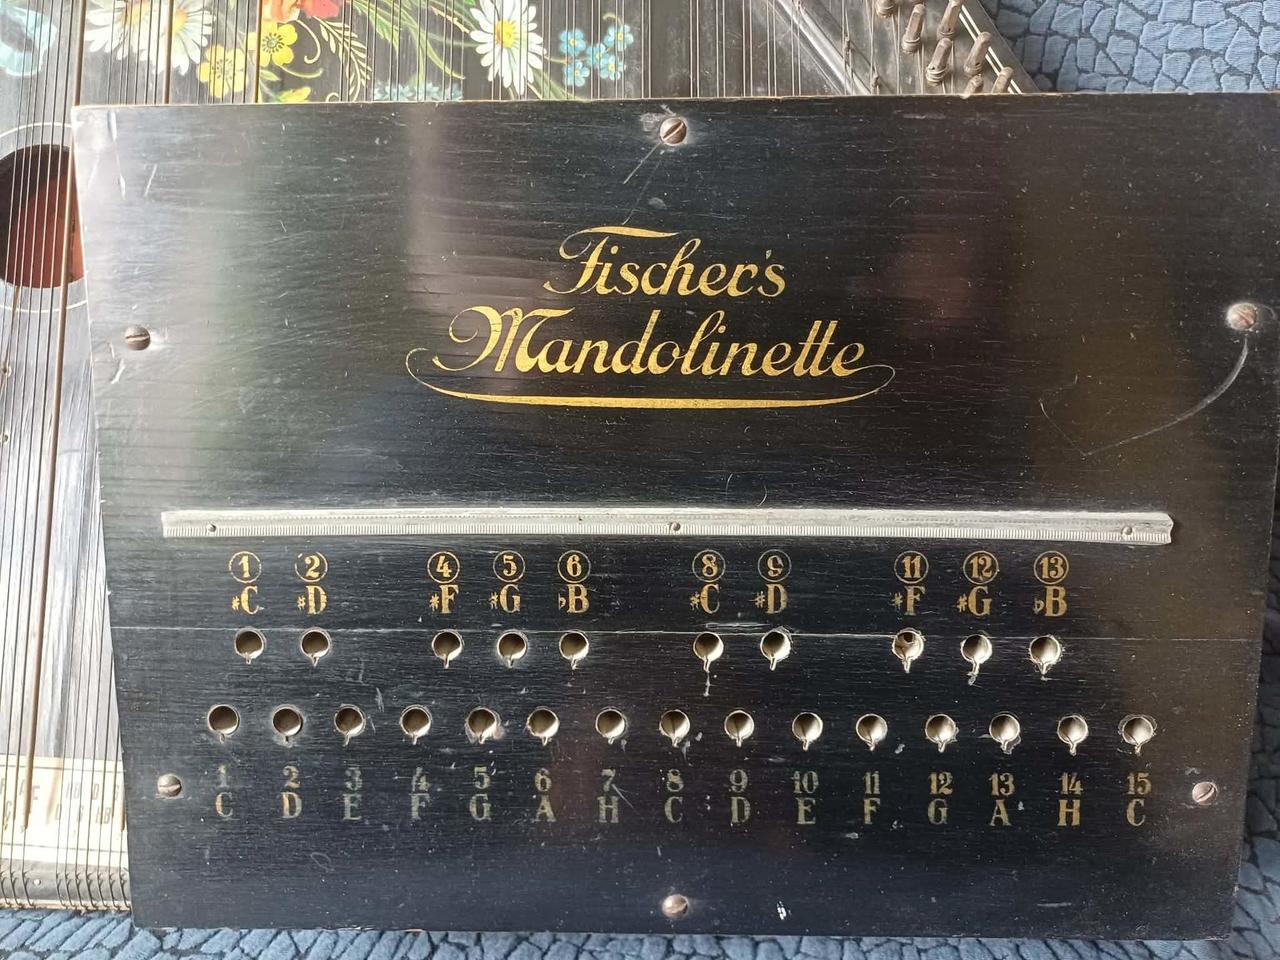 Fischer's
Mandolinette
1 2 4 5 6 8 9 11 12 13
♯C ♯D ♯F ♯G ♭B ♯C ♯D ♯F ♯G ♭B
1 2 3 4 5 6 7 8 9 10 11 12 13 14 15
C D E F G A H C D E F G A H C